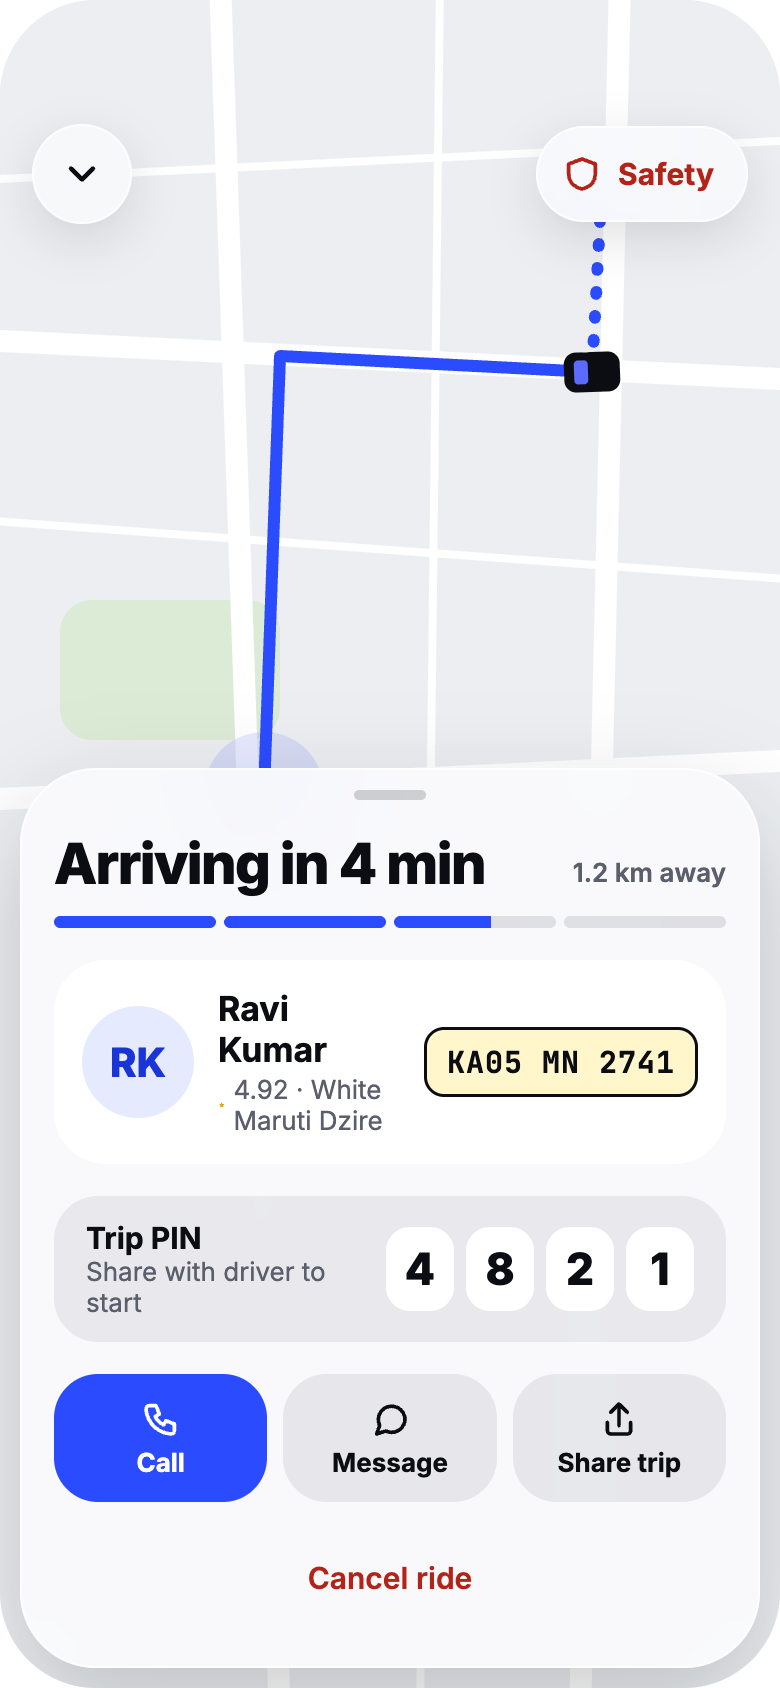 Safety
Arriving in 4 min
1.2 km away
RK
Ravi
Kumar
4.92 · White
Maruti Dzire
KA05 MN 2741
Trip PIN
Share with driver to
start
4 8 2 1
Call
Message
Share trip
Cancel ride